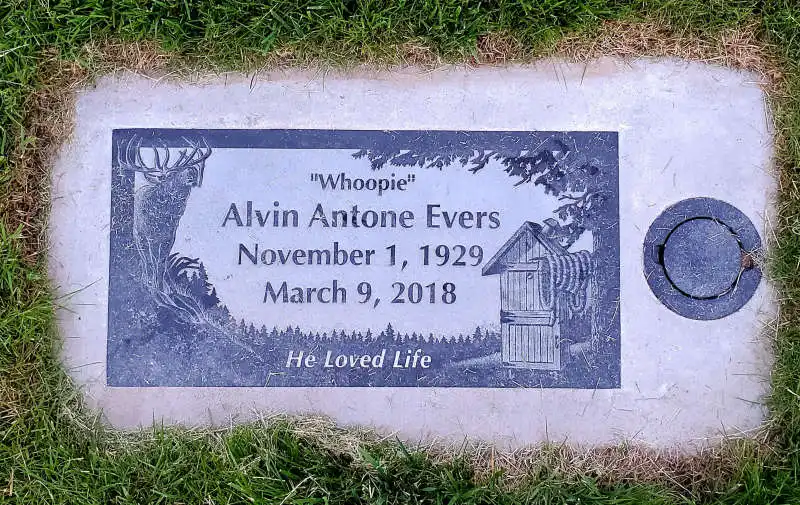 "Whoopie"
Alvin Antone Evers
November 1, 1929
March 9, 2018
He Loved Life